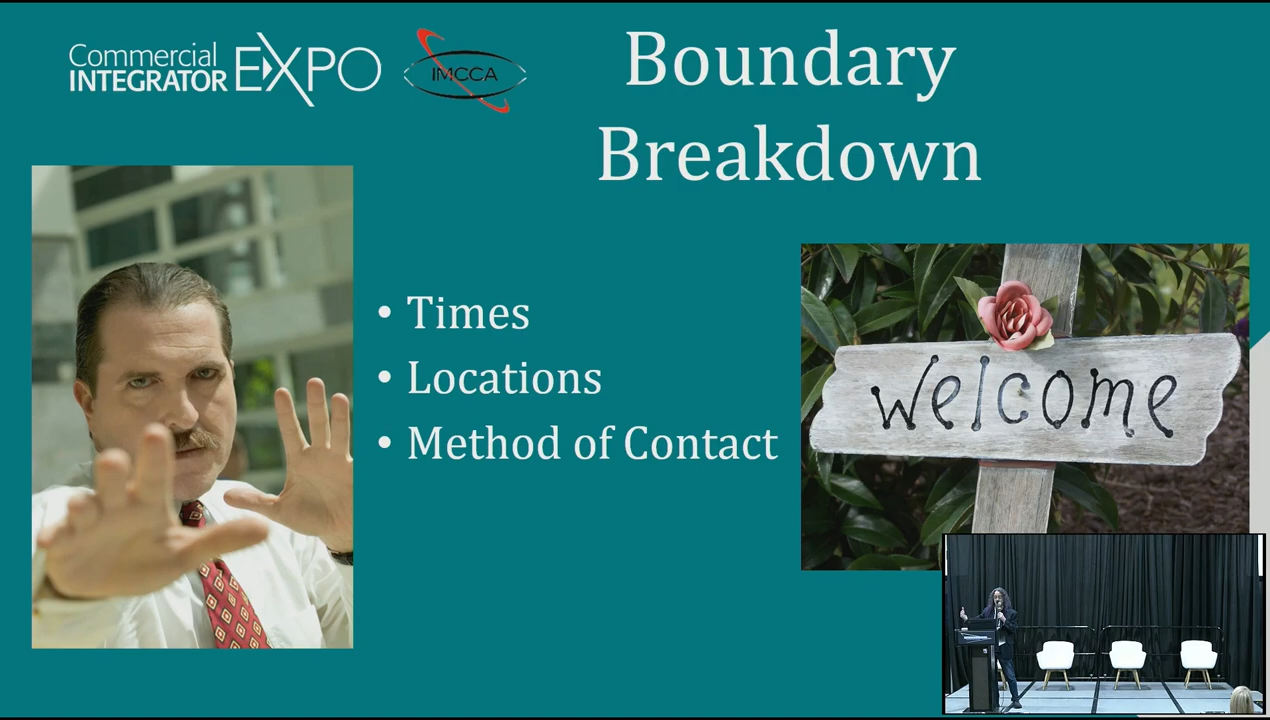 Commercial
INTEGRATOR EXPO
IMCCA
Boundary
Breakdown
• Times
• Locations
• Method of Contact
welcome